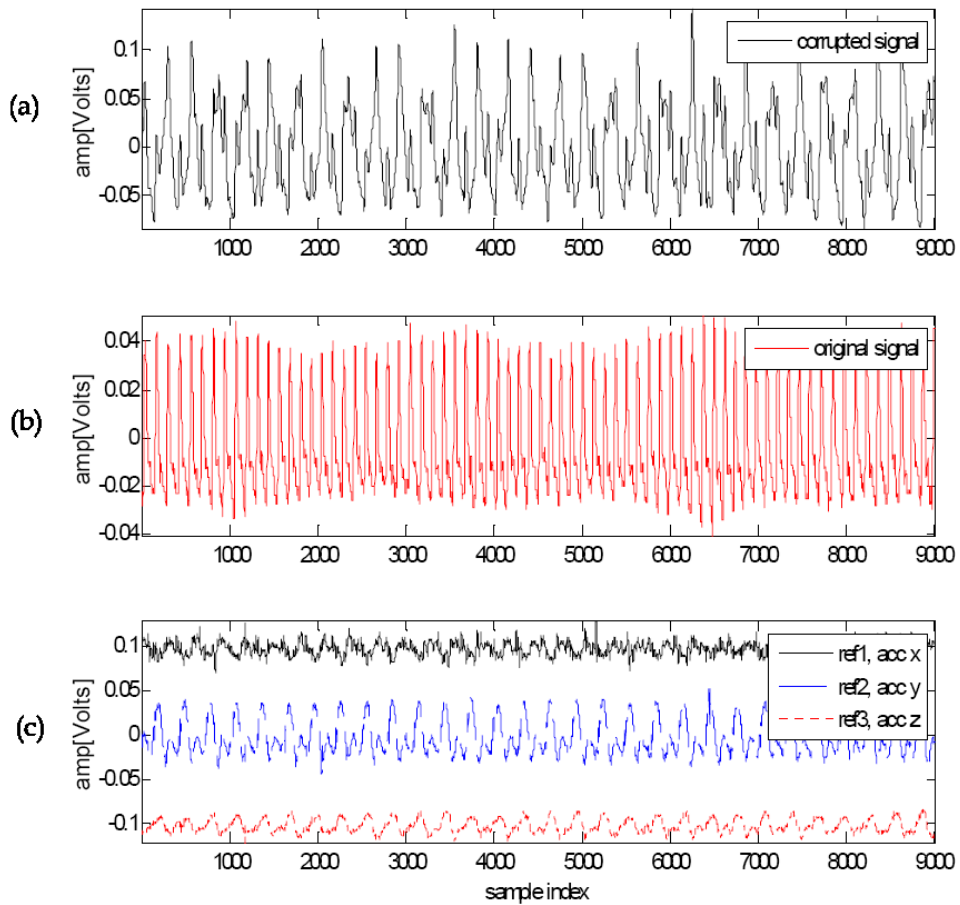 (a)
amp[Volts]
0.1
0.05
0
-0.05
corrupted signal
1000 2000 3000 4000 5000 6000 7000 8000 9000
(b)
amp[Volts]
0.04
0.02
0
-0.02
-0.04
original signal
1000 2000 3000 4000 5000 6000 7000 8000 9000
(c)
amp[Volts]
0.1
0.05
0
-0.05
-0.1
ref1, acc x
ref2, acc y
ref3, acc z
1000 2000 3000 4000 5000 6000 7000 8000 9000
sample index